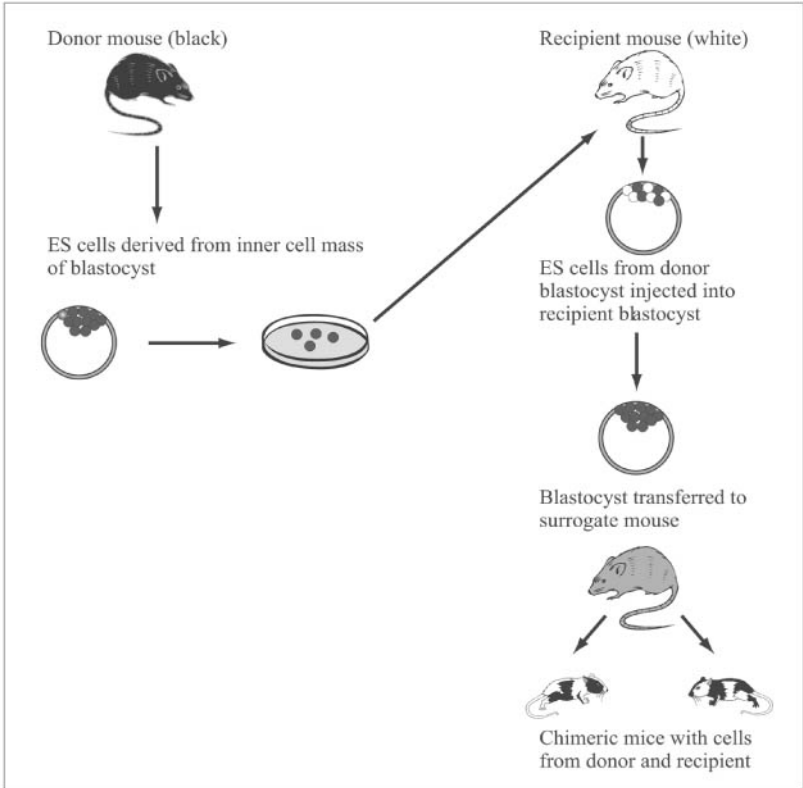 Donor mouse (black)
Recipient mouse (white)
ES cells derived from inner cell mass
of blastocyst
ES cells from donor
blastocyst injected into
recipient blastocyst
Blastocyst transferred to
surrogate mouse
Chimeric mice with cells
from donor and recipient